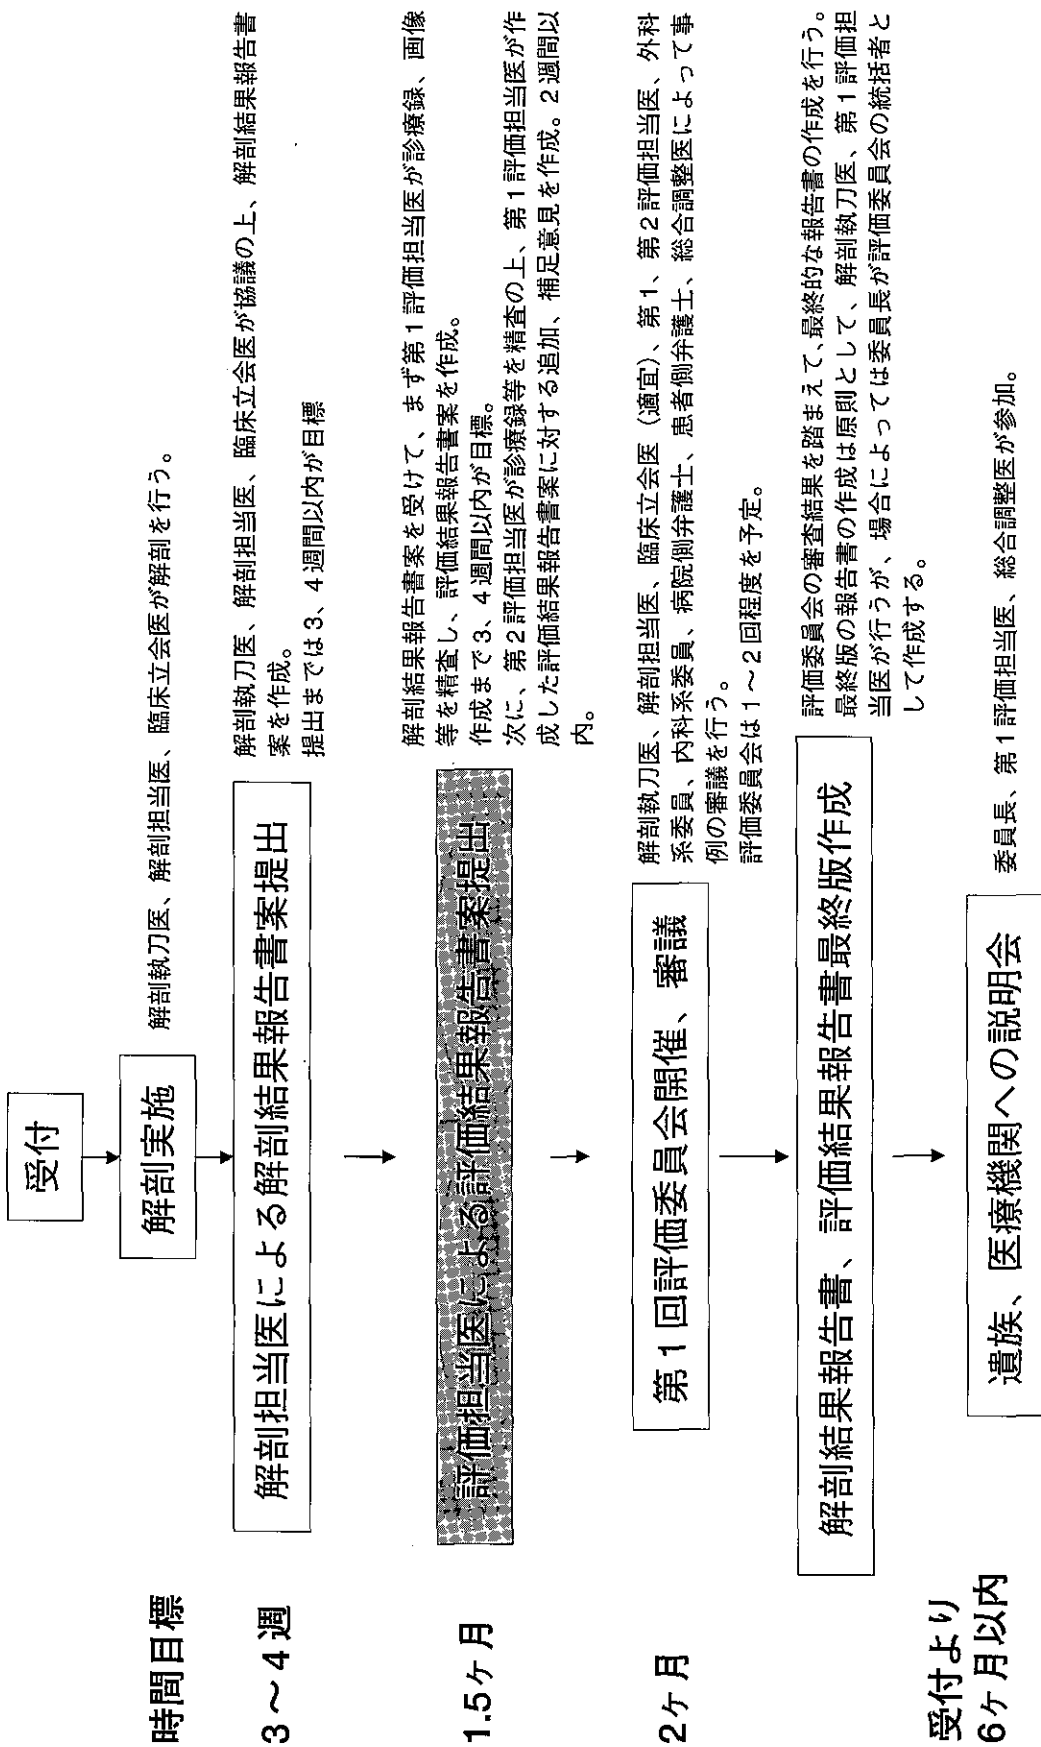 受付
時間目標
解剖実施
解剖執刀医、解剖担当医、臨床立会医が解剖を行う。
3～4週
解剖担当医による解剖結果報告書案提出
解剖執刀医、解剖担当医、臨床立会医が協議の上、解剖結果報告書
案を作成。
提出までは3、4週間以内が目標
1.5ヶ月
評価担当医による評価結果報告書案提出
解剖結果報告書案を受けて、まず第1評価担当医が診療録、画像
等を精査し、評価結果報告書案を作成。
作成まで3、4週間以内が目標。
次に、第2評価担当医が診療録等を精査の上、第1評価担当医が作
成した評価結果報告書案に対する追加、補足意見を作成。2週間以
内。
2ヶ月
第1回評価委員会開催、審議
解剖執刀医、解剖担当医、臨床立会医（適宜）、第1、第2評価担当医、外科
系委員、内科系委員、病院側弁護士、患者側弁護士、総合調整医によって事
例の審議を行う。
評価委員会は1～2回程度を予定。
解剖結果報告書、評価結果報告書最終版作成
評価委員会の審査結果を踏まえて、最終的な報告書の作成を行う。
最終版の報告書の作成は原則として、解剖執刀医、第1評価担
当医が行うが、場合によっては委員長が評価委員会の統括者と
して作成する。
受付より
6ヶ月以内
遺族、医療機関への説明会
委員長、第1評価担当医、総合調整医が参加。